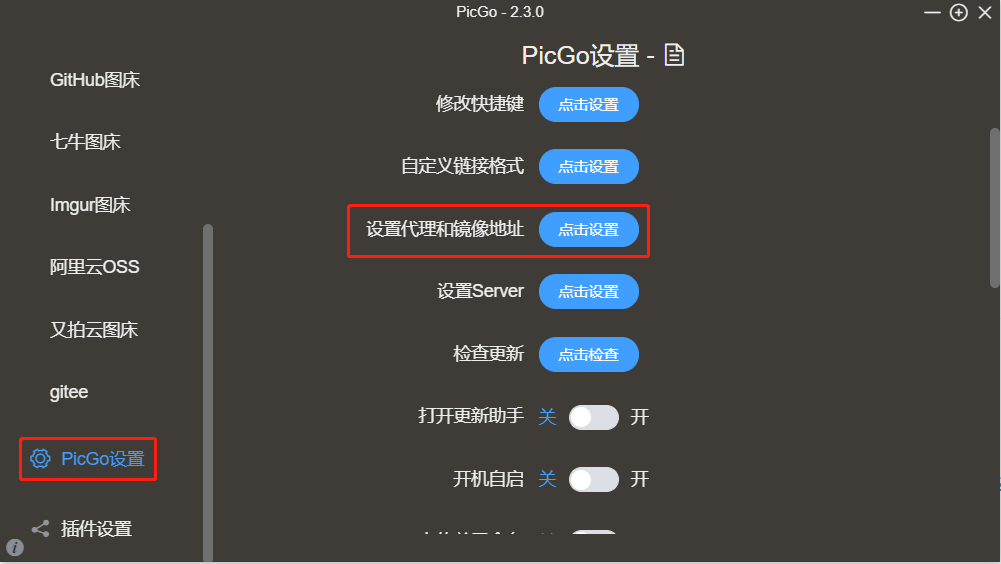 PicGo - 2.3.0
GitHub图床
七牛图床
Imgur图床
阿里云OSS
又拍云图床
gitee
PicGo设置
插件设置
PicGo设置 -
修改快捷键 点击设置
自定义链接格式 点击设置
设置代理和镜像地址 点击设置
设置Server 点击设置
检查更新 点击检查
打开更新助手 关 开
开机自启 关 开